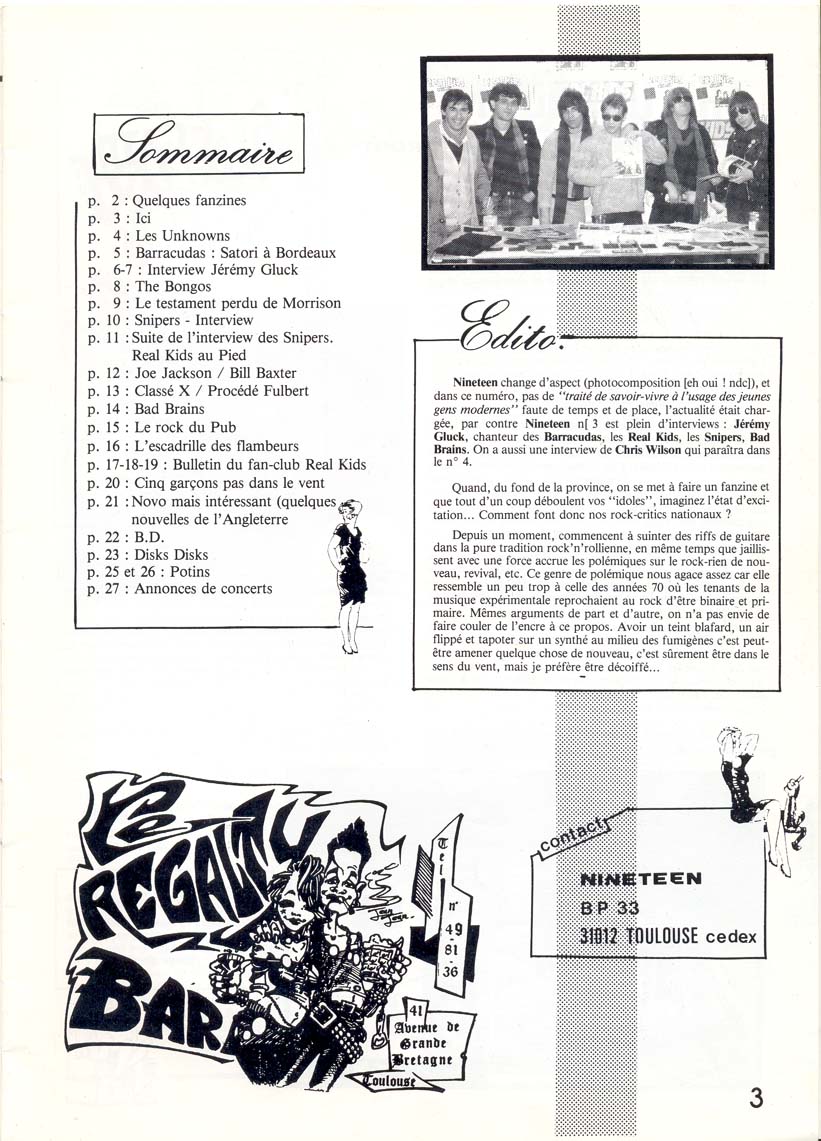 Sommaire
p. 2 : Quelques fanzines
p. 3 : Ici
p. 4 : Les Unknowns
p. 5 : Barracudas : Satori à Bordeaux
p. 6-7 : Interview Jérémy Gluck
p. 8 : The Bongos
p. 9 : Le testament perdu de Morrison
p. 10 : Snipers - Interview
p. 11 : Suite de l'interview des Snipers.
Real Kids au Pied
p. 12 : Joe Jackson / Bill Baxter
p. 13 : Classé X / Procédé Fulbert
p. 14 : Bad Brains
p. 15 : Le rock du Pub
p. 16 : L'escadrille des flambeurs
p. 17-18-19 : Bulletin du fan-club Real Kids
p. 20 : Cinq garçons pas dans le vent
p. 21 : Novo mais intéressant (quelques
nouvelles de l'Angleterre
p. 22 : B.D.
p. 23 : Disks Disks
p. 25 et 26 : Potins
p. 27 : Annonces de concerts
Edito:
Nineteen change d'aspect (photocomposition [eh oui ! ndc]), et
dans ce numéro, pas de "traité de savoir-vivre à l'usage des jeunes
gens modernes" faute de temps et de place, l'actualité était char-
gée, par contre Nineteen n[ 3 est plein d'interviews : Jérémy
Gluck, chanteur des Barracudas, les Real Kids, les Snipers, Bad
Brains. On a aussi une interview de Chris Wilson qui paraîtra dans
le n° 4.
Quand, du fond de la province, on se met à faire un fanzine et
que tout d'un coup déboulent vos "idoles", imaginez l'état d'exci-
tation... Comment font donc nos rock-critics nationaux ?
Depuis un moment, commencent à suinter des riffs de guitare
dans la pure tradition rock'n'rollienne, en même temps que jaillis-
sent avec une force accrue les polémiques sur le rock-rien de nou-
veau, revival, etc. Ce genre de polémique nous agace assez car elle
ressemble un peu trop à celle des années 70 où les tenants de la
musique expérimentale reprochaient au rock d'être binaire et pri-
maire. Mêmes arguments de part et d'autre, on n'a pas envie de
faire couler de l'encre à ce propos. Avoir un teint blafard, un air
flippé et tapoter sur un synthé au milieu des fumigènes c'est peut-
être amener quelque chose de nouveau, c'est sûrement être dans le
sens du vent, mais je préfère être décoiffé...
Le
REGALTY
BAR
Tel
n°
49
-
81
-
36
41
Avenue de
Grande
Bretagne
Toulouse
contact
NINETEEN
BP 33
31012 TOULOUSE cedex
3